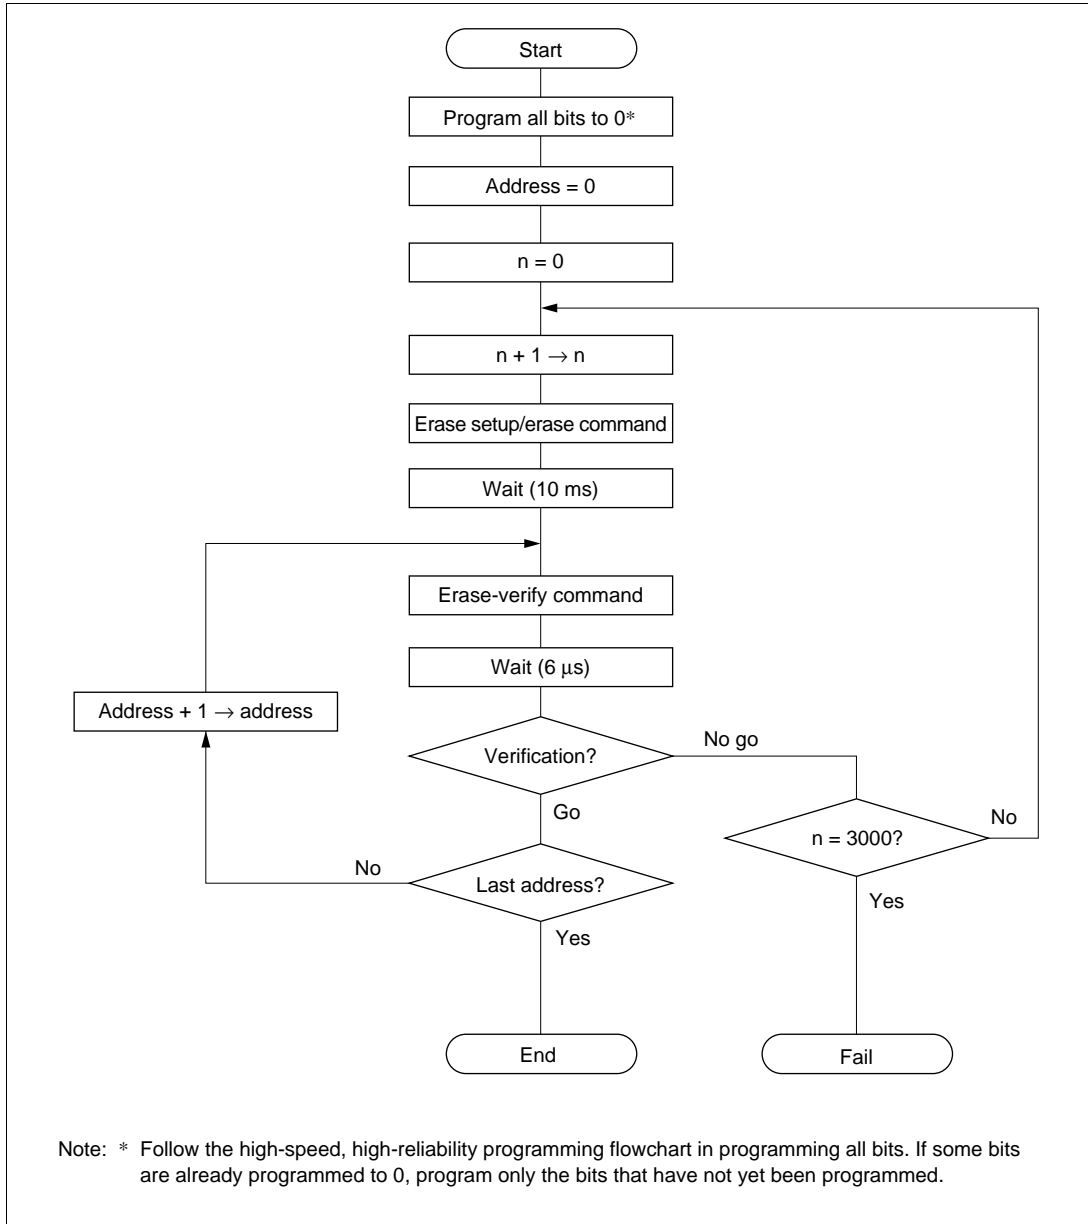 Start
Program all bits to 0*
Address = 0
n = 0
n + 1 → n
Erase setup/erase command
Wait (10 ms)
Erase-verify command
Wait (6 μs)
Address + 1 → address
Verification?
No go
Go
n = 3000?
No
Last address?
No
Yes
Yes
End
Fail
Note: * Follow the high-speed, high-reliability programming flowchart in programming all bits. If some bits
are already programmed to 0, program only the bits that have not yet been programmed.